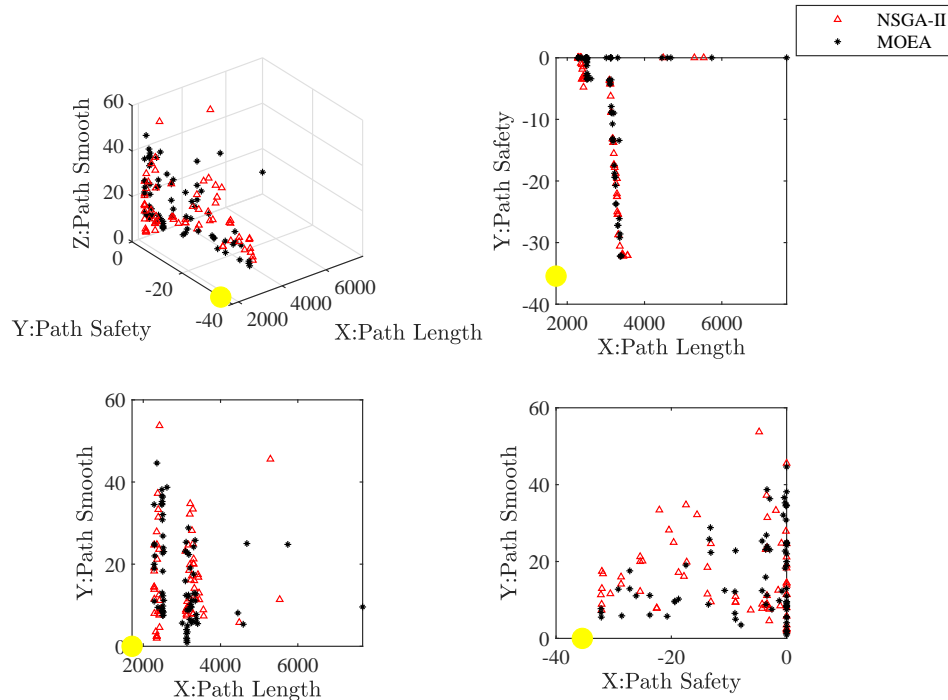 NSGA-II
MOEA
60
40
20
0
Z:Path Smooth
0
-20
-40
Y:Path Safety
2000
4000
6000
X:Path Length
0
-10
-20
-30
-40
Y:Path Safety
2000
4000
6000
X:Path Length
60
40
20
0
Y:Path Smooth
2000
4000
6000
X:Path Length
60
40
20
0
Y:Path Smooth
-40
-20
0
X:Path Safety